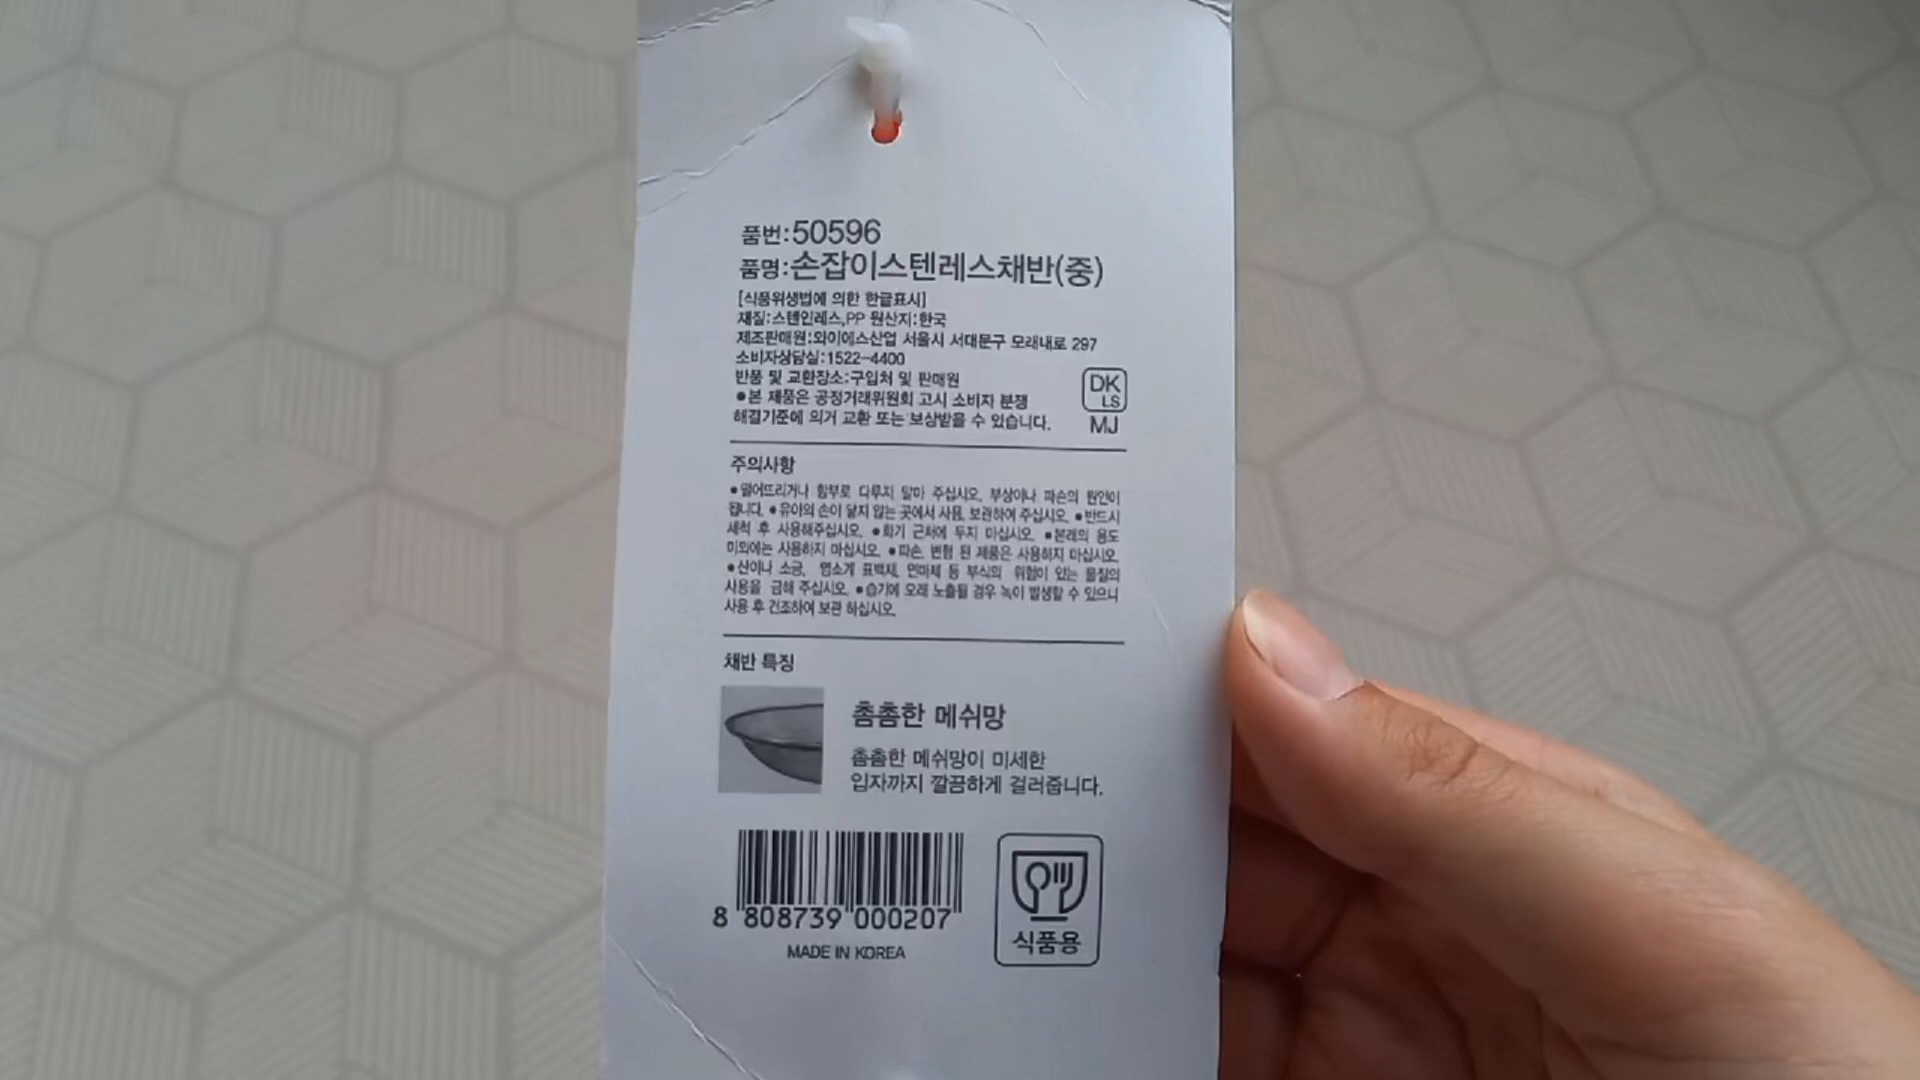 품번:50596
품명:손잡이스텐레스채반(중)
[식품위생법에 의한 한글표시]
재질:스텐인레스,PP 원산지:한국
제조판매원:와이에스산업 서울시 서대문구 모래내로 297
소비자상담실:1522-4400
반품 및 교환장소:구입처 및 판매원
●본 제품은 공정거래위원회 고시 소비자 분쟁
해결기준에 의거 교환 또는 보상받을 수 있습니다.
DK
LS
MJ
주의사항
●떨어뜨리거나 함부로 다루지 말아 주십시오. 부상이나 파손의 원인이
됩니다. ●유아의 손이 닿지 않는 곳에서 사용, 보관하여 주십시오. ●반드시
세척 후 사용해주십시오. ●화기 근처에 두지 마십시오. ●본래의 용도
이외에는 사용하지 마십시오. ●파손, 변형 된 제품은 사용하지 마십시오.
●산이나 소금, 염소계 표백제, 연마제 등 부식의 위험이 있는 물질의
사용을 금해 주십시오. ●습기에 오래 노출될 경우 녹이 발생할 수 있으니
사용 후 건조하여 보관 하십시오.
채반 특징
촘촘한 메쉬망
촘촘한 메쉬망이 미세한
입자까지 깔끔하게 걸러줍니다.
8 808739 000207
MADE IN KOREA
식품용